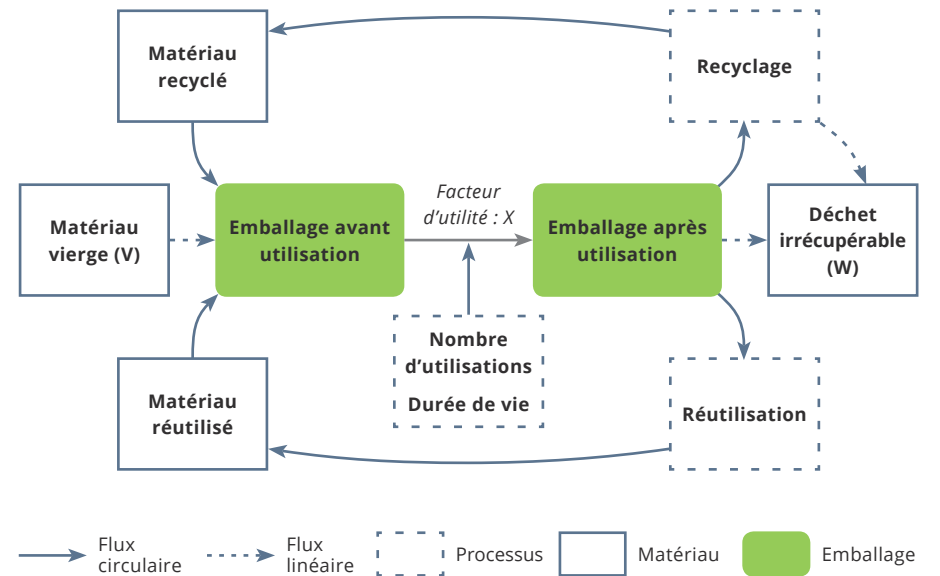 Matériau
recyclé
Recyclage
Matériau
vierge (V)
Emballage avant
utilisation
Facteur
d’utilité : X
Emballage après
utilisation
Déchet
irrécupérable
(W)
Nombre
d’utilisations
Durée de vie
Matériau
réutilisé
Réutilisation
Flux
circulaire
Flux
linéaire
Processus
Matériau
Emballage